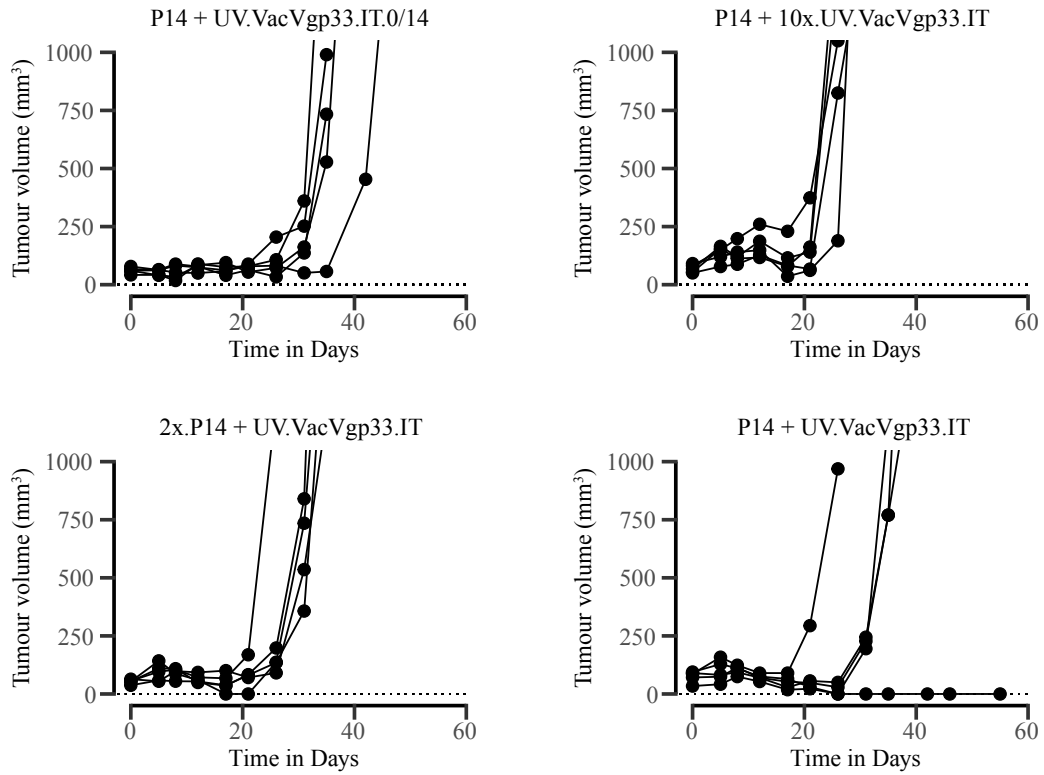 P14 + UV.VacVgp33.IT.0/14
Tumour volume (mm³)
1000
750
500
250
0
0 20 40 60
Time in Days
P14 + 10x.UV.VacVgp33.IT
Tumour volume (mm³)
1000
750
500
250
0
0 20 40 60
Time in Days
2x.P14 + UV.VacVgp33.IT
Tumour volume (mm³)
1000
750
500
250
0
0 20 40 60
Time in Days
P14 + UV.VacVgp33.IT
Tumour volume (mm³)
1000
750
500
250
0
0 20 40 60
Time in Days